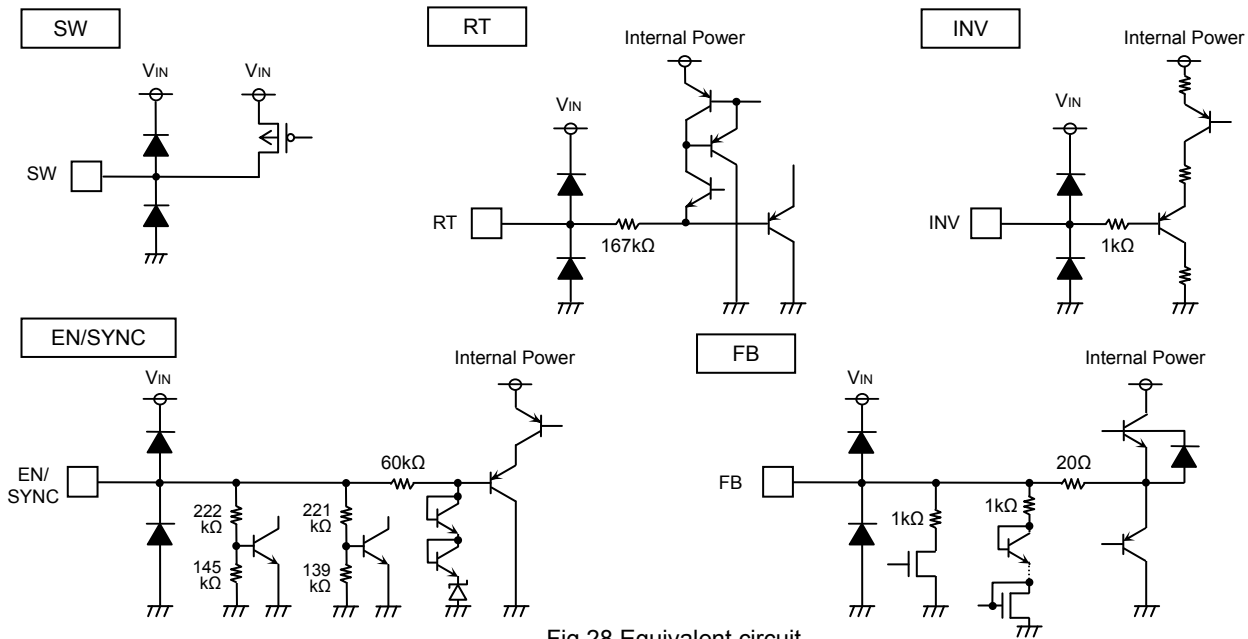 SW
VIN
VIN
SW
RT
Internal Power
VIN
RT
167kΩ
INV
Internal Power
VIN
INV
1kΩ
EN/SYNC
VIN
Internal Power
EN/
SYNC
60kΩ
222
kΩ
145
kΩ
221
kΩ
139
kΩ
FB
VIN
Internal Power
FB
20Ω
1kΩ
1kΩ
Fig.28 Equivalent circuit